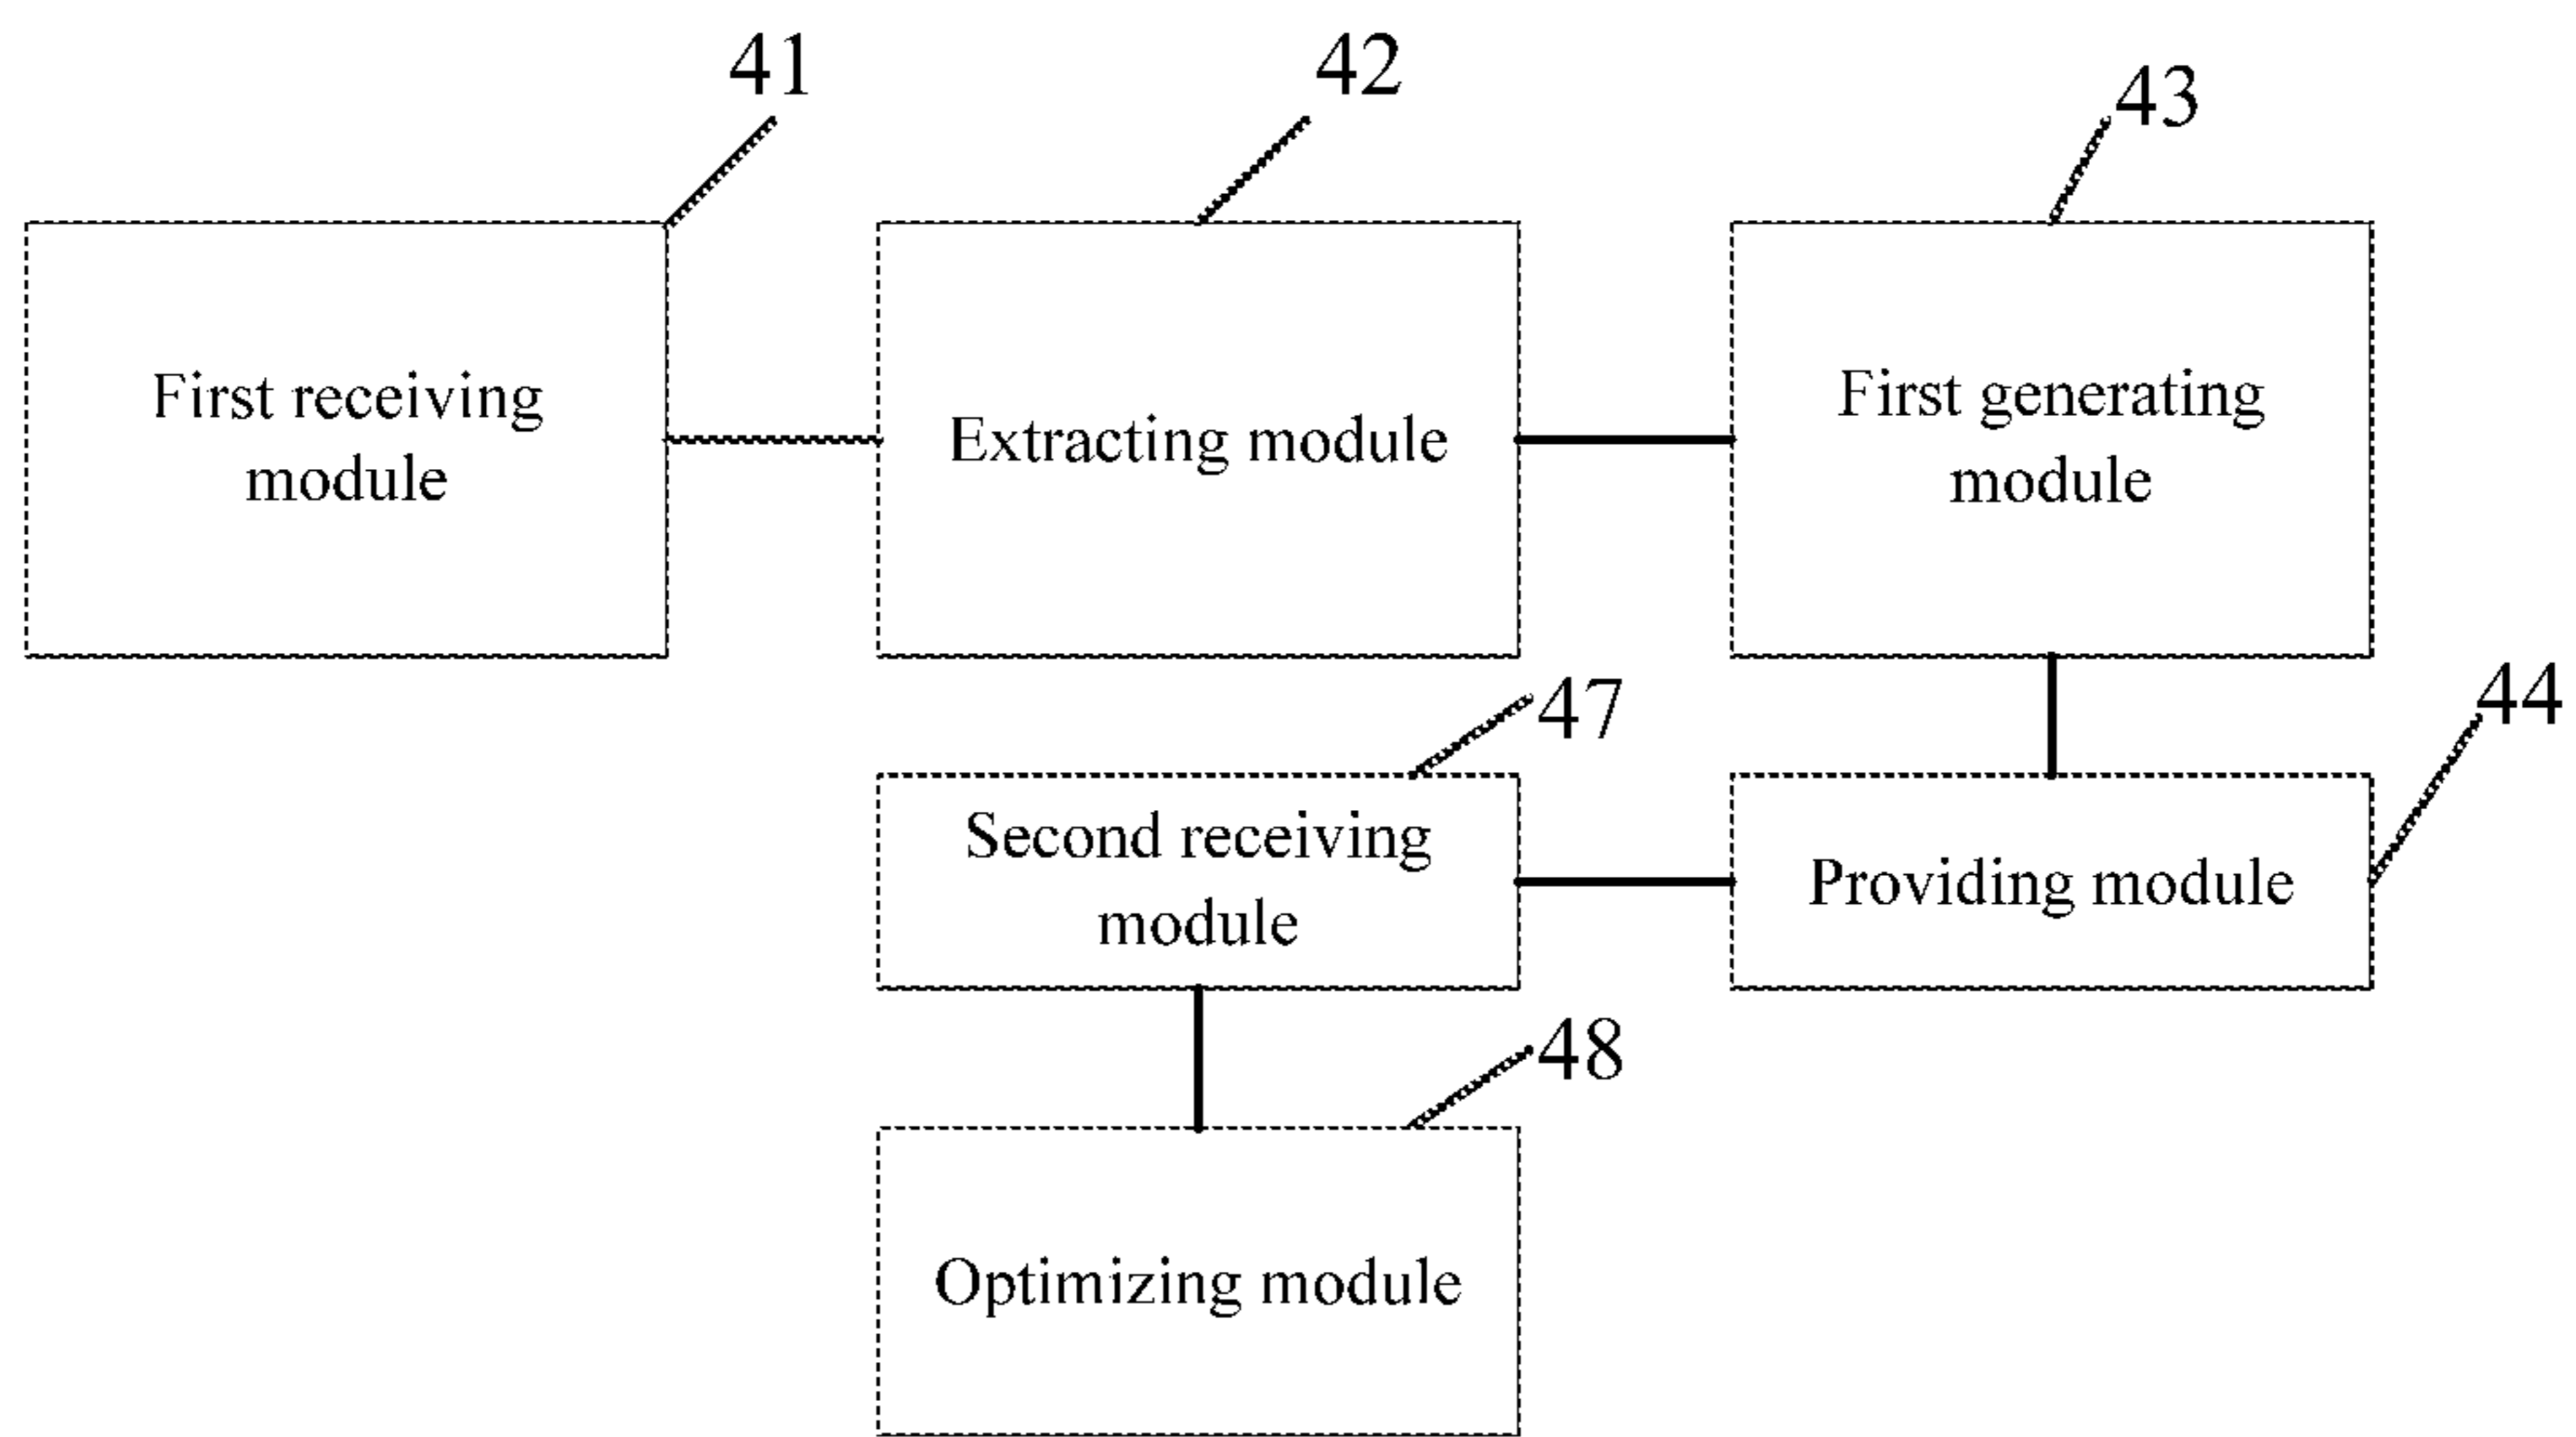 41
42
43
First receiving
module
Extracting module
First generating
module
47
44
Second receiving
module
Providing module
48
Optimizing module